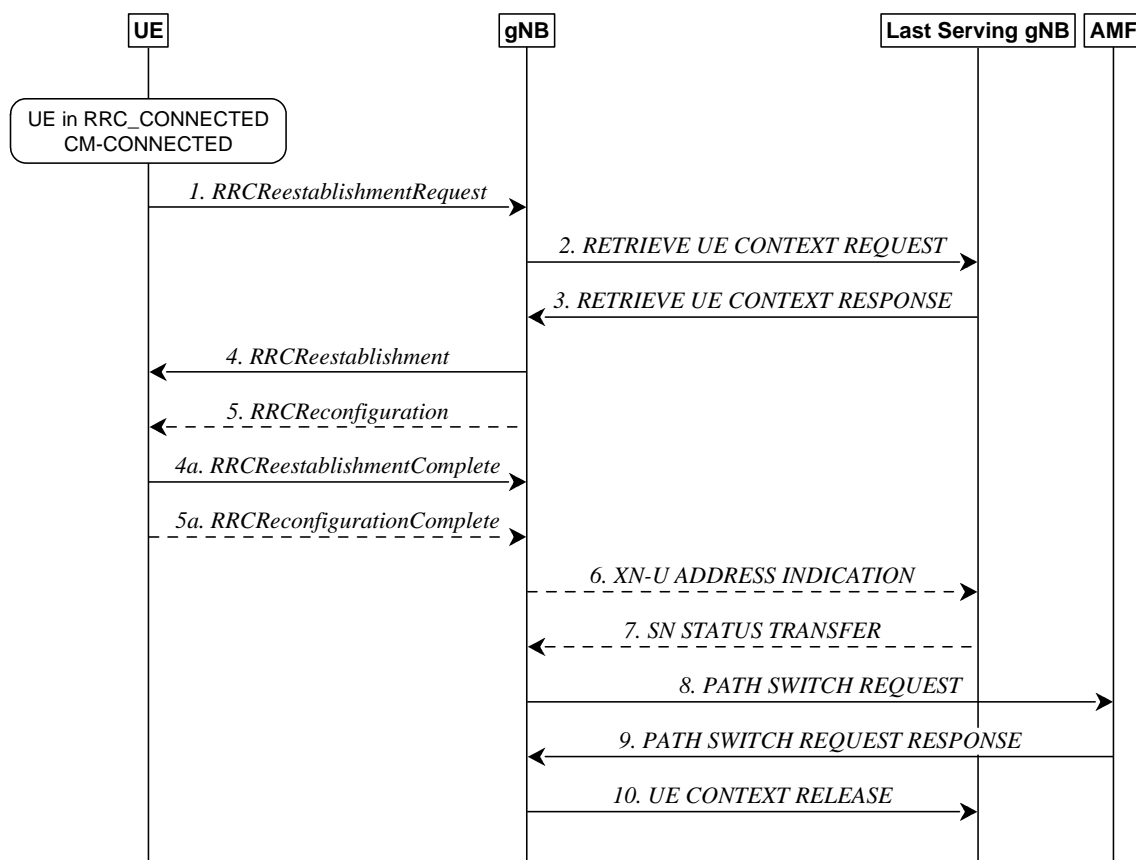 UE
gNB
Last Serving gNB
AMF
UE in RRC_CONNECTED
CM-CONNECTED
1. RRCReestablishmentRequest
2. RETRIEVE UE CONTEXT REQUEST
3. RETRIEVE UE CONTEXT RESPONSE
4. RRCReestablishment
5. RRCReconfiguration
4a. RRCReestablishmentComplete
5a. RRCReconfigurationComplete
6. XN-U ADDRESS INDICATION
7. SN STATUS TRANSFER
8. PATH SWITCH REQUEST
9. PATH SWITCH REQUEST RESPONSE
10. UE CONTEXT RELEASE